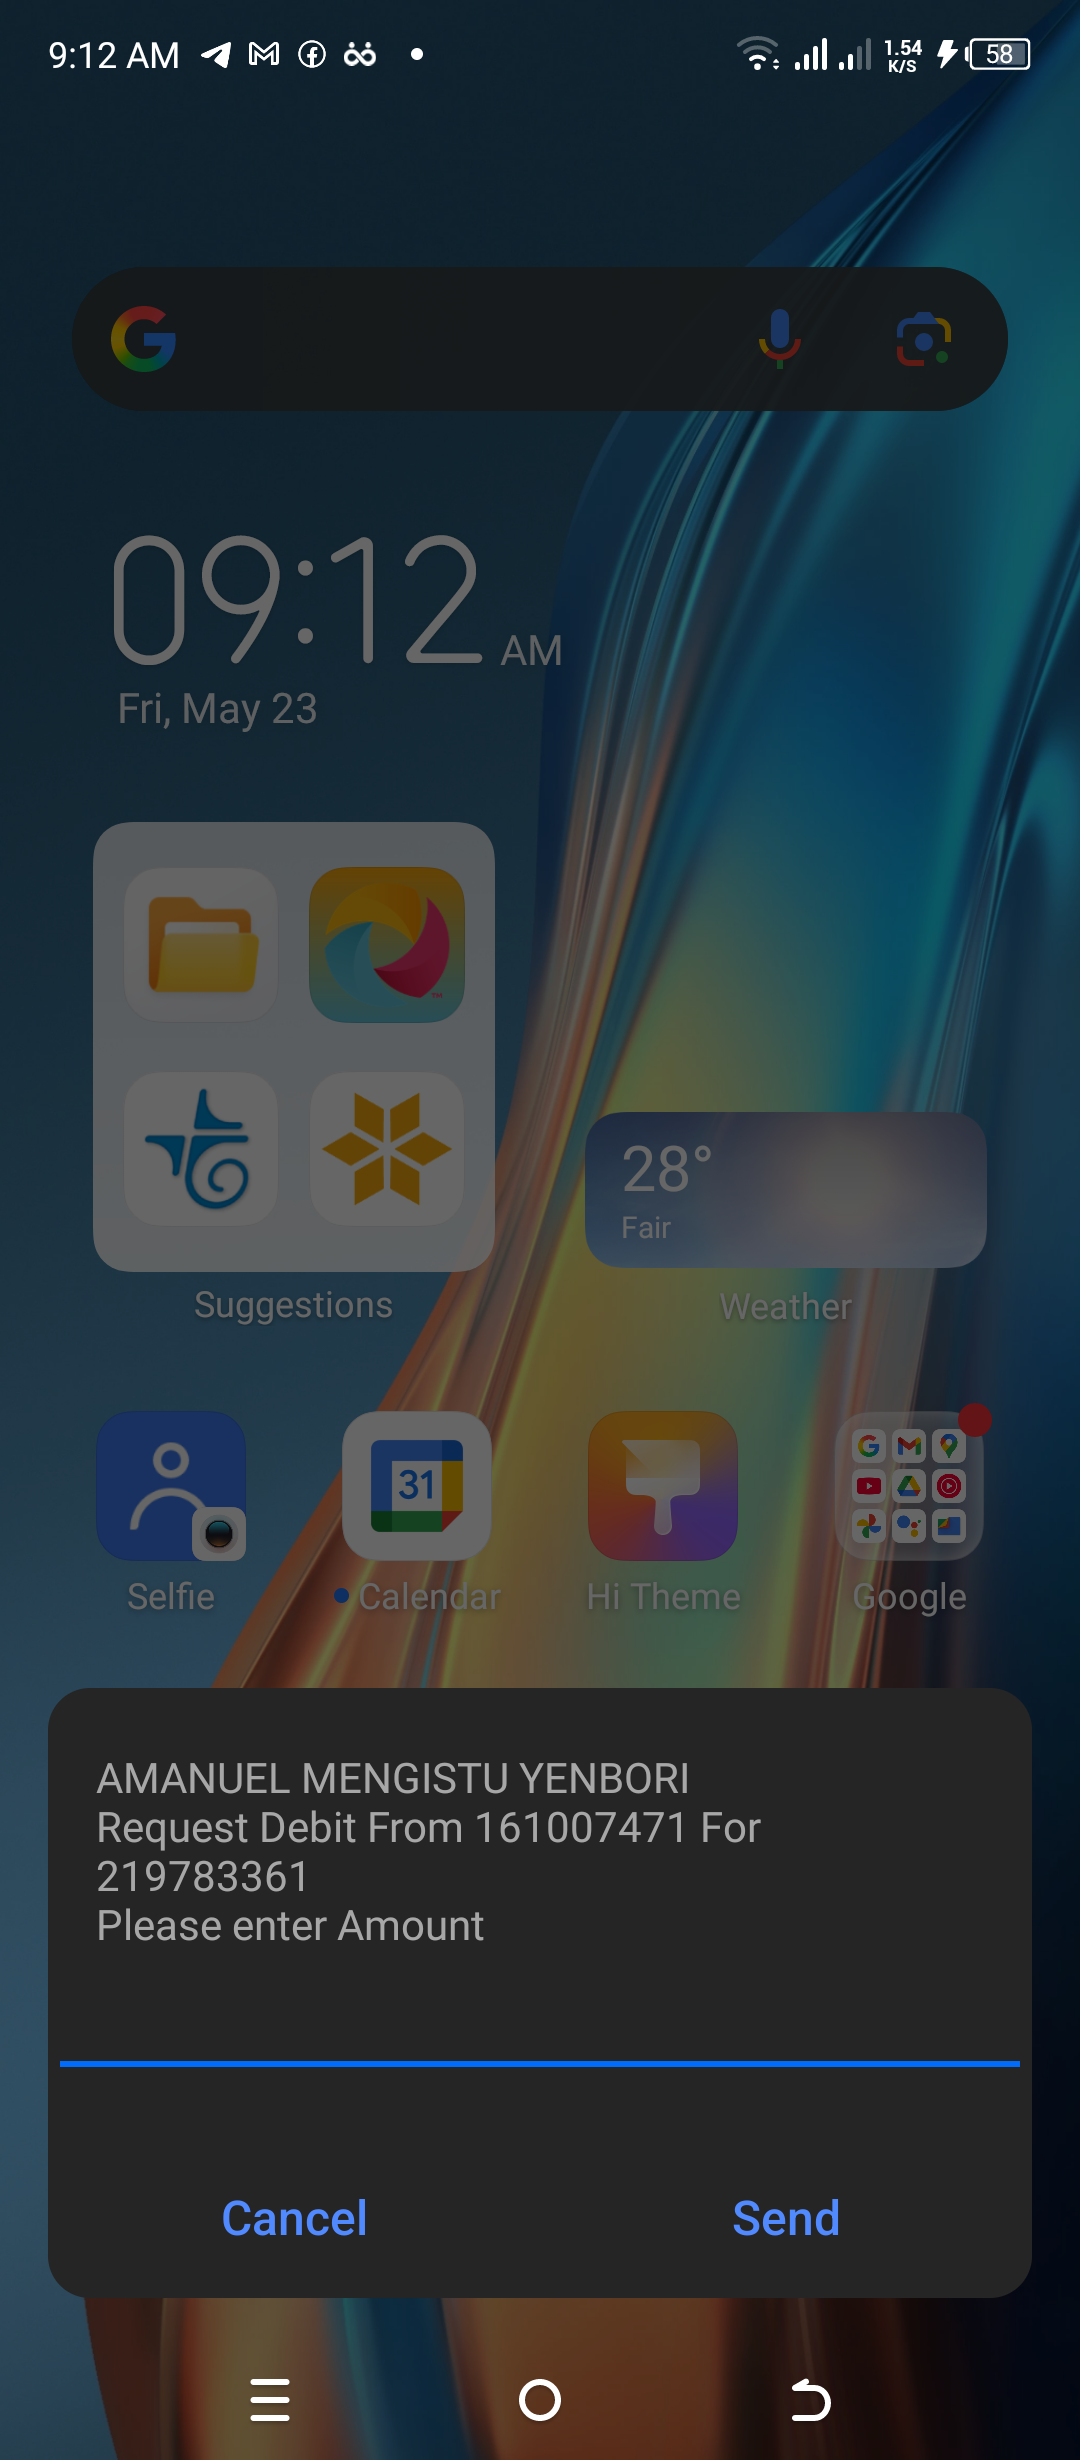 9:12 AM
1.54
K/S
58
09:12 AM
Fri, May 23
28°
Fair
Suggestions
Weather
31
Selfie
Calendar
Hi Theme
Google
AMANUEL MENGISTU YENBORI
Request Debit From 161007471 For
219783361
Please enter Amount
Cancel
Send